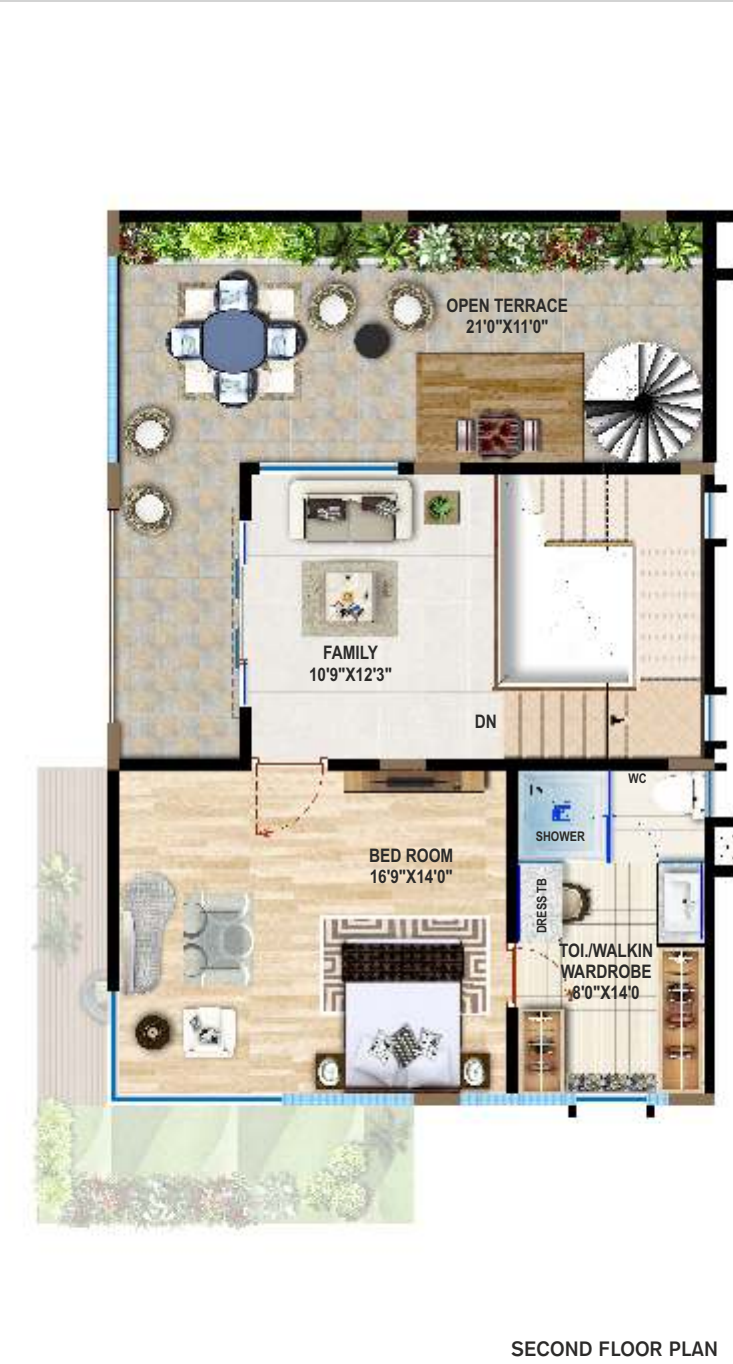 OPEN TERRACE
21'0"X11'0"
FAMILY
10'9"X12'3"
DN
WC
SHOWER
BED ROOM
16'9"X14'0"
DRESS TB
TOI./WALKIN
WARDROBE
8'0"X14'0
SECOND FLOOR PLAN